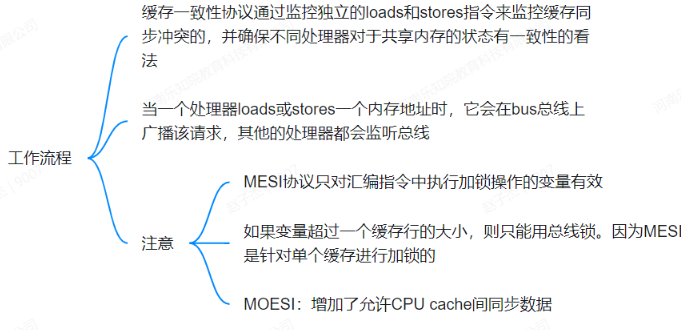 缓存一致性协议通过监控独立的loads和stores指令来监控缓存同
步冲突的，并确保不同处理器对于共享内存的状态有一致性的看
法
当一个处理器loads或stores一个内存地址时，它会在bus总线上
广播该请求，其他的处理器都会监听总线
工作流程
MESI协议只对汇编指令中执行加锁操作的变量有效
注意
如果变量超过一个缓存行的大小，则只能用总线锁。因为MESI
是针对单个缓存进行加锁的
MOESI：增加了允许CPU cache间同步数据